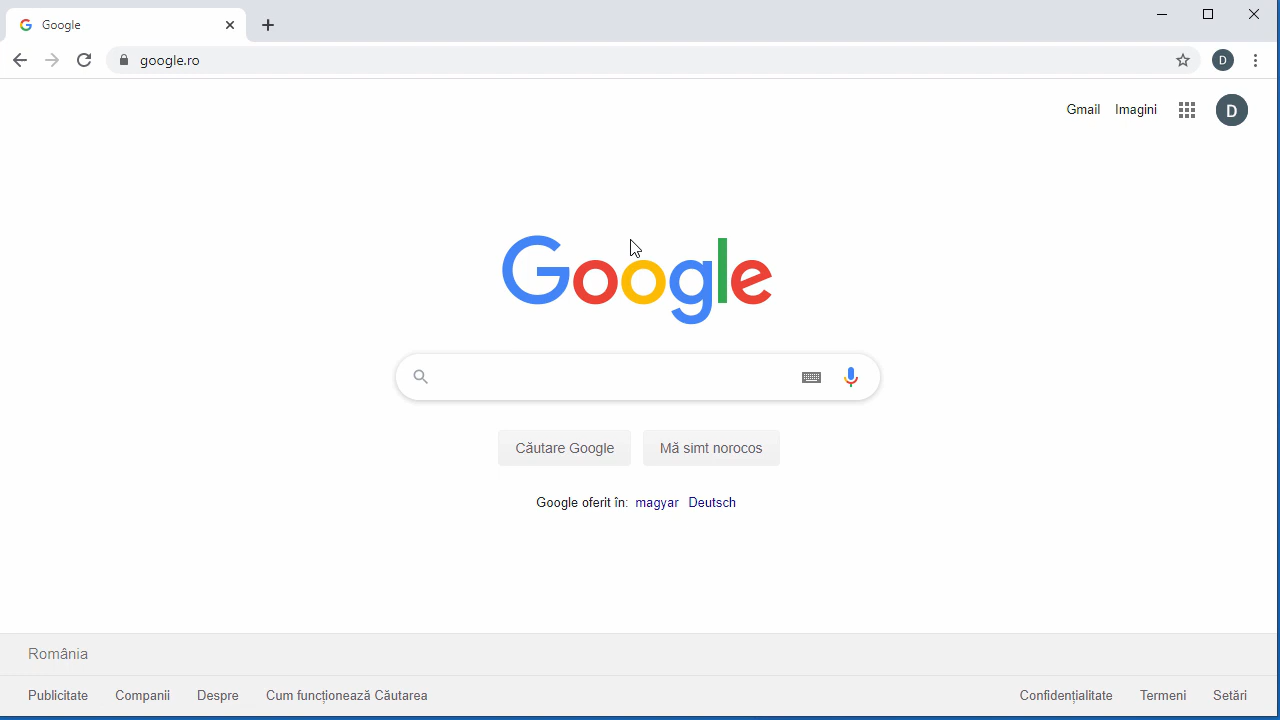 Google
google.ro
D
Gmail Imagini
D
Google
Căutare Google Mă simt norocos
Google oferit în: magyar Deutsch
România
Publicitate Companii Despre Cum funcționează Căutarea Confidențialitate Termeni Setări